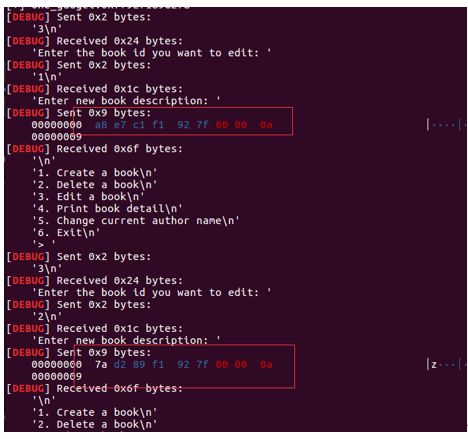 [DEBUG] Sent 0x2 bytes:
'3\n'
[DEBUG] Received 0x24 bytes:
'Enter the book id you want to edit: '
[DEBUG] Sent 0x2 bytes:
'1\n'
[DEBUG] Received 0x1c bytes:
'Enter new book description: '
[DEBUG] Sent 0x9 bytes:
00000000 a8 e7 c1 f1 92 7f 00 00 0a │····│·
00000009
[DEBUG] Received 0x6f bytes:
'\n'
'1. Create a book\n'
'2. Delete a book\n'
'3. Edit a book\n'
'4. Print book detail\n'
'5. Change current author name\n'
'6. Exit\n'
'> '
[DEBUG] Sent 0x2 bytes:
'3\n'
[DEBUG] Received 0x24 bytes:
'Enter the book id you want to edit: '
[DEBUG] Sent 0x2 bytes:
'2\n'
[DEBUG] Received 0x1c bytes:
'Enter new book description: '
[DEBUG] Sent 0x9 bytes:
00000000 7a d2 89 f1 92 7f 00 00 0a │z···│·
00000009
[DEBUG] Received 0x6f bytes:
'\n'
'1. Create a book\n'
'2. Delete a book\n'